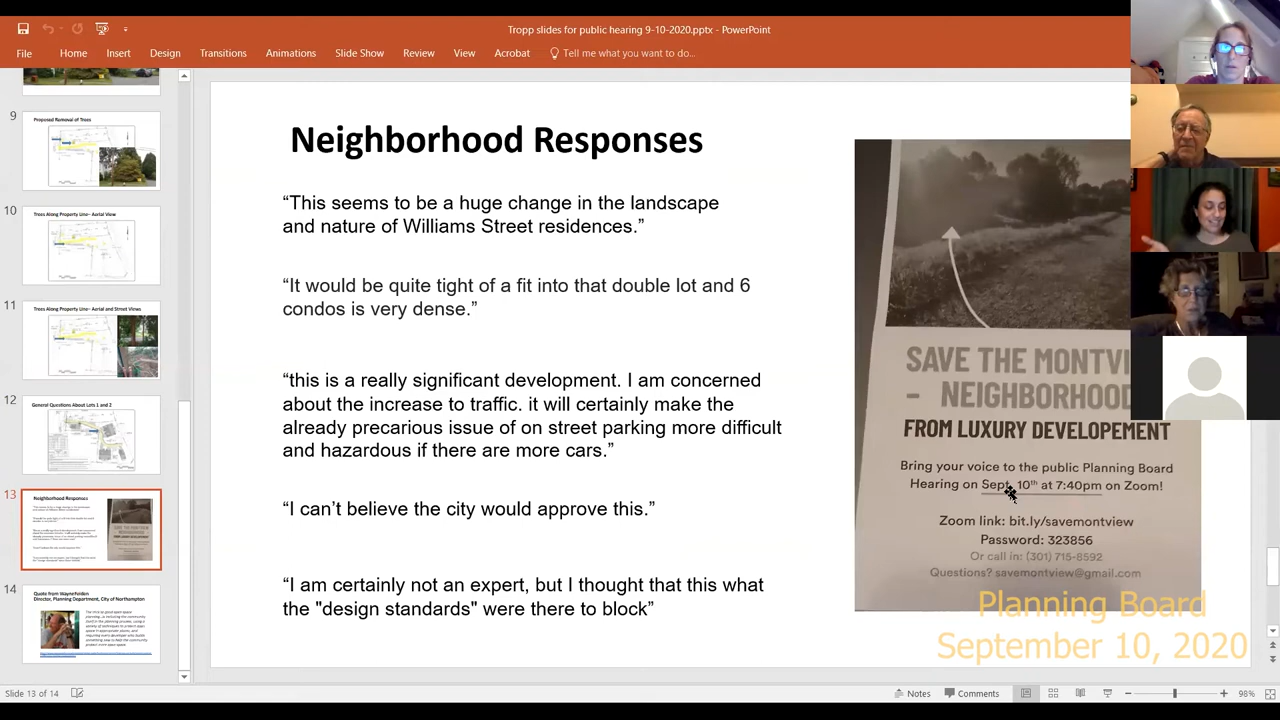 Tropp slides for public hearing 9-10-2020.pptx - PowerPoint
File Home Insert Design Transitions Animations Slide Show Review View Acrobat Tell me what you want to do...
9
Proposed Removal of Trees
10
Trees Along Property Line- Aerial View
11
Trees Along Property Line- Aerial and Street Views
12
General Questions About Lots 1 and 2
13
Neighborhood Responses
14
Quote from Wayne Feiden
Director, Planning Department, City of Northampton
Neighborhood Responses
“This seems to be a huge change in the landscape
and nature of Williams Street residences.”
“It would be quite tight of a fit into that double lot and 6
condos is very dense.”
“this is a really significant development. I am concerned
about the increase to traffic. it will certainly make the
already precarious issue of on street parking more difficult
and hazardous if there are more cars.”
“I can’t believe the city would approve this.”
“I am certainly not an expert, but I thought that this what
the "design standards" were there to block”
SAVE THE MONTVI
- NEIGHBORHOOD
FROM LUXURY DEVELOPEMENT
Bring your voice to the public Planning Board
Hearing on Sept. 10th at 7:40pm on Zoom!
Zoom link: bit.ly/savemontview
Password: 323856
Or call in: (301) 715-8592
Questions? savemontview@gmail.com
Planning Board
September 10, 2020
Slide 13 of 14
Notes Comments 98%